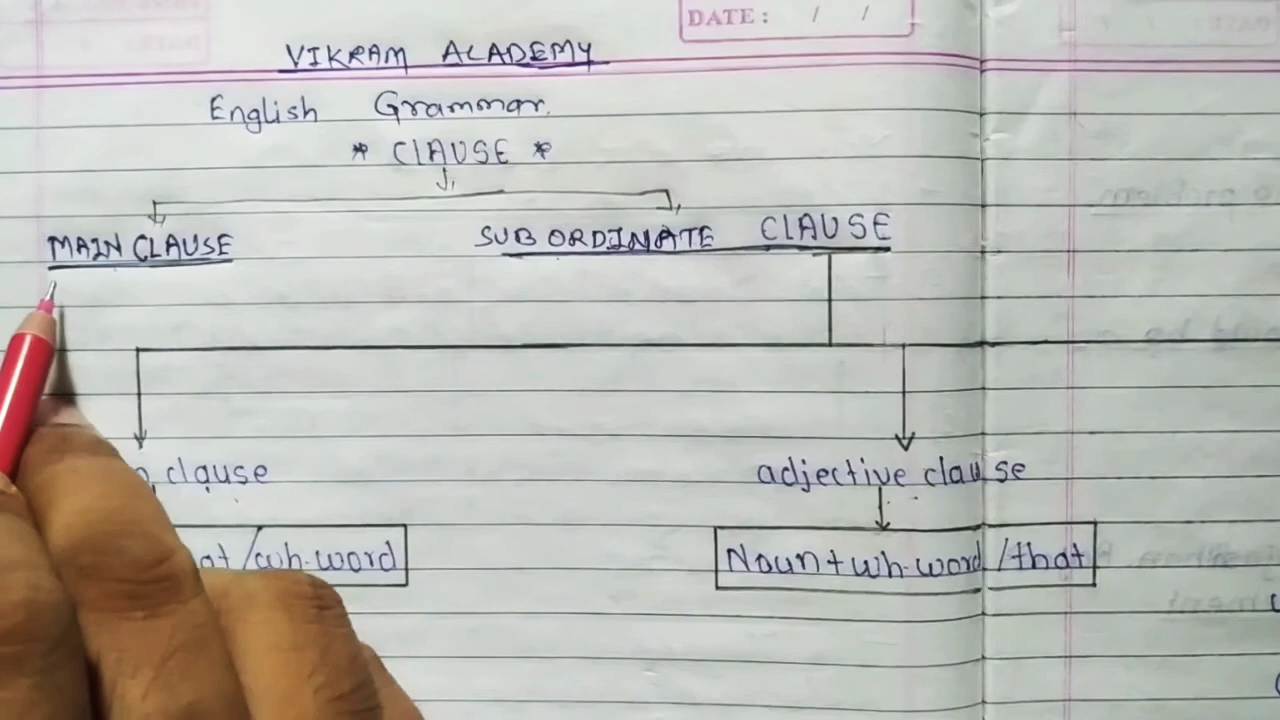 DATE: / /
VIKRAM ACADEMY
English Grammar.
* CLAUSE *
MAIN CLAUSE
SUBORDINATE CLAUSE
clause
adjective clause
at/wh.word
Noun+wh.word/that